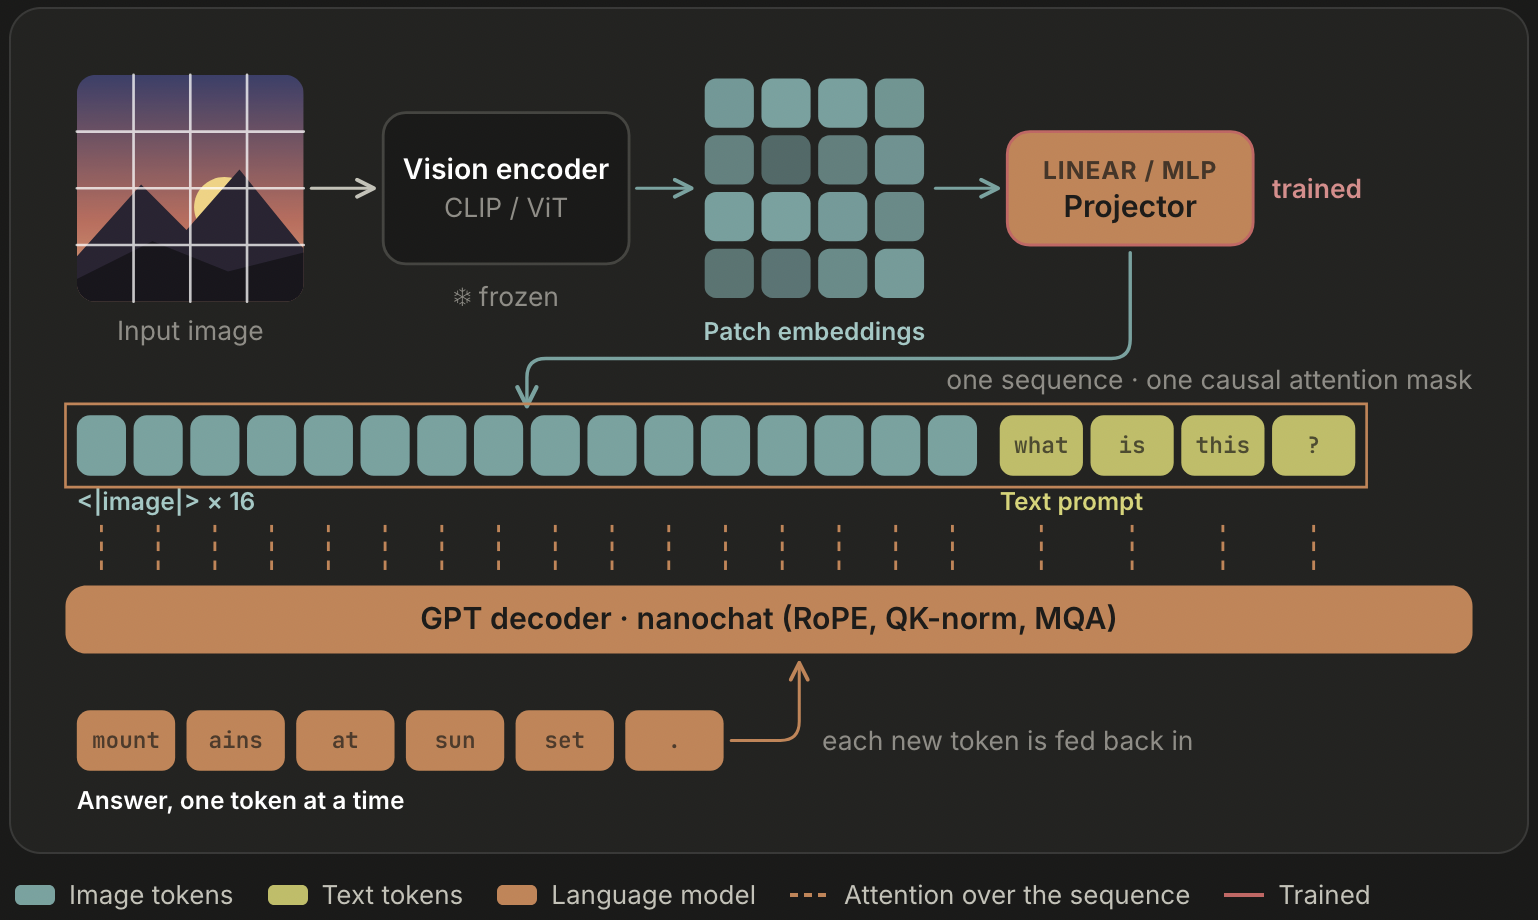 Vision encoder
CLIP / ViT
❄ frozen
Input image
Patch embeddings
LINEAR / MLP
Projector
trained
one sequence · one causal attention mask
what is this ?
<|image|> × 16
Text prompt
GPT decoder · nanochat (RoPE, QK-norm, MQA)
mount ains at sun set .
each new token is fed back in
Answer, one token at a time
Image tokens
Text tokens
Language model
Attention over the sequence
Trained